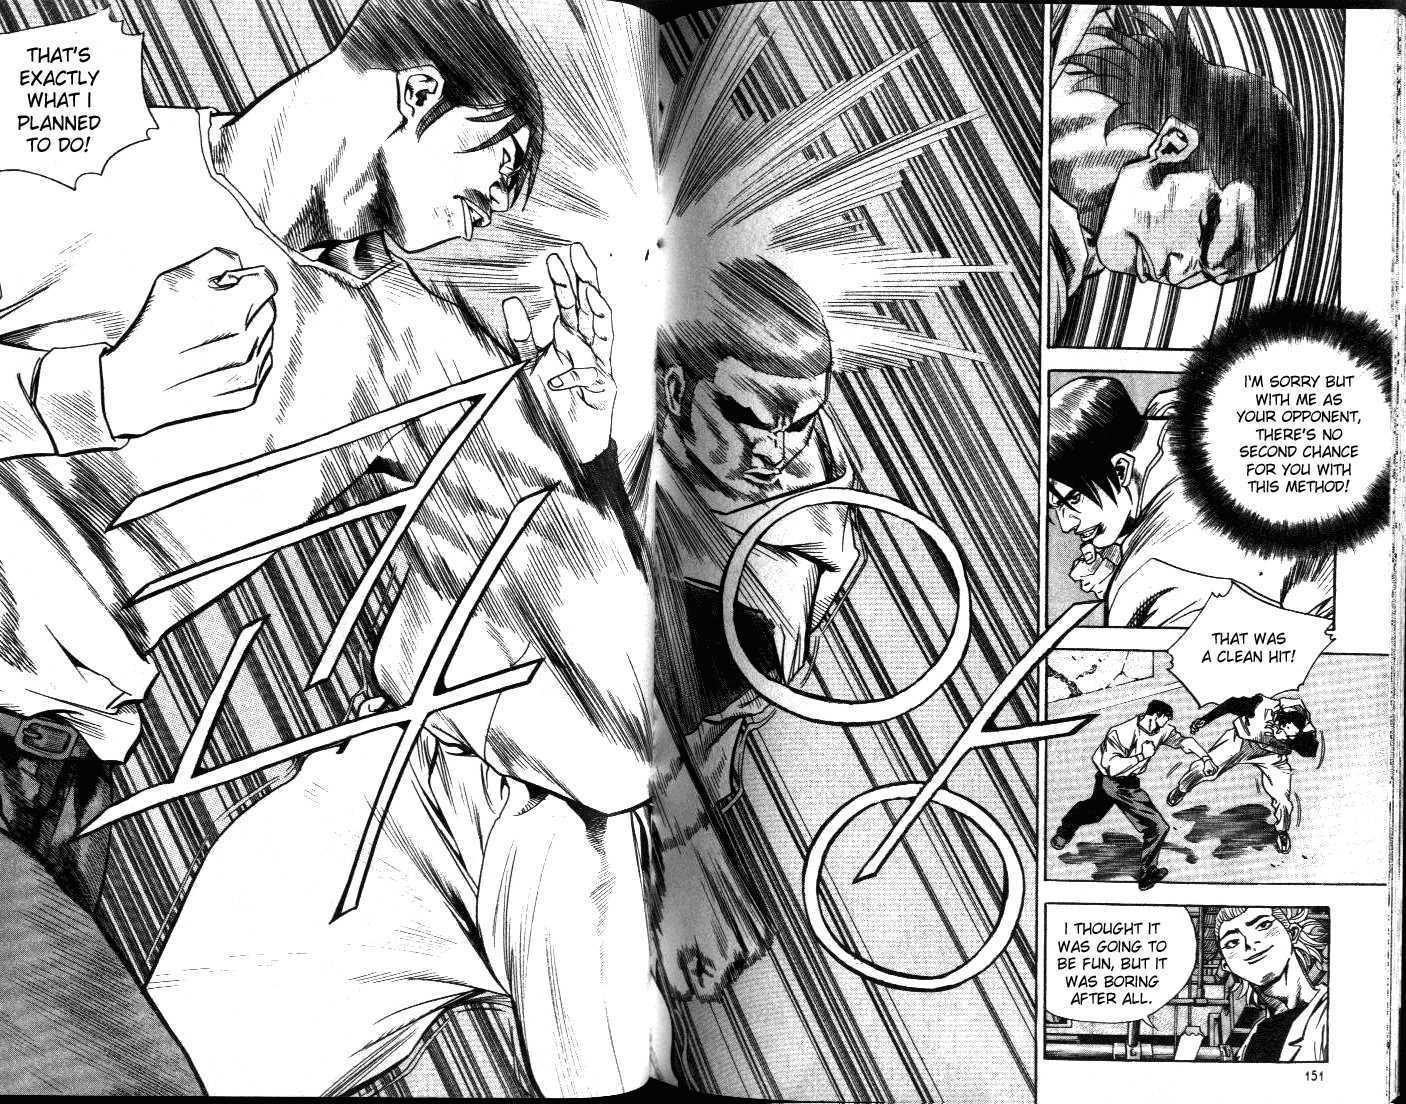 THAT'S
EXACTLY
WHAT I
PLANNED
TO DO!
I'M SORRY BUT
WITH ME AS
YOUR OPPONENT,
THERE'S NO
SECOND CHANCE
FOR YOU WITH
THIS METHOD!
THAT WAS
A CLEAN HIT!
I THOUGHT IT
WAS GOING TO
BE FUN, BUT IT
WAS BORING
AFTER ALL.
151